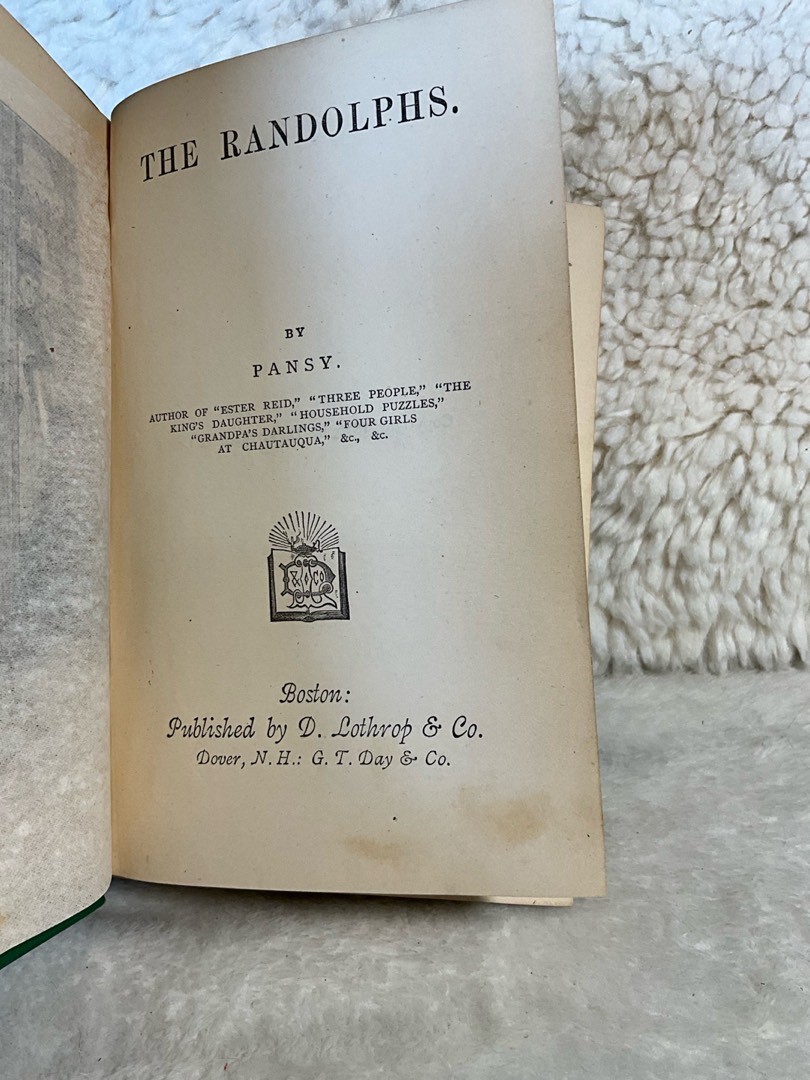 THE RANDOLPHS.
BY
PANSY.
AUTHOR OF "ESTER REID," "THREE PEOPLE," "THE
KING'S DAUGHTER," "HOUSEHOLD PUZZLES,"
"GRANDPA'S DARLINGS," "FOUR GIRLS
AT CHAUTAUQUA," &c., &c.
D L & Co
Boston:
Published by D. Lothrop & Co.
Dover, N. H.: G. T. Day & Co.